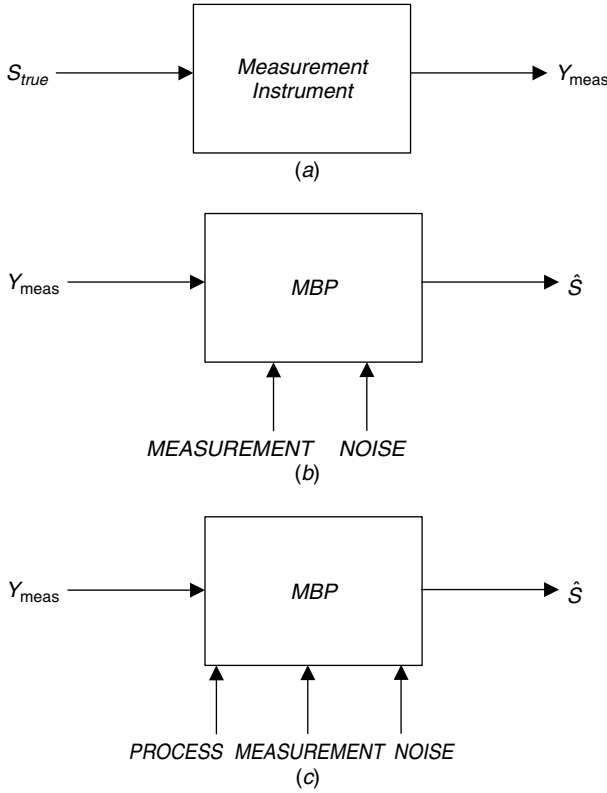 S_true Measurement Instrument Y_meas
(a)
Y_meas MBP Ŝ
MEASUREMENT NOISE
(b)
Y_meas MBP Ŝ
PROCESS MEASUREMENT NOISE
(c)